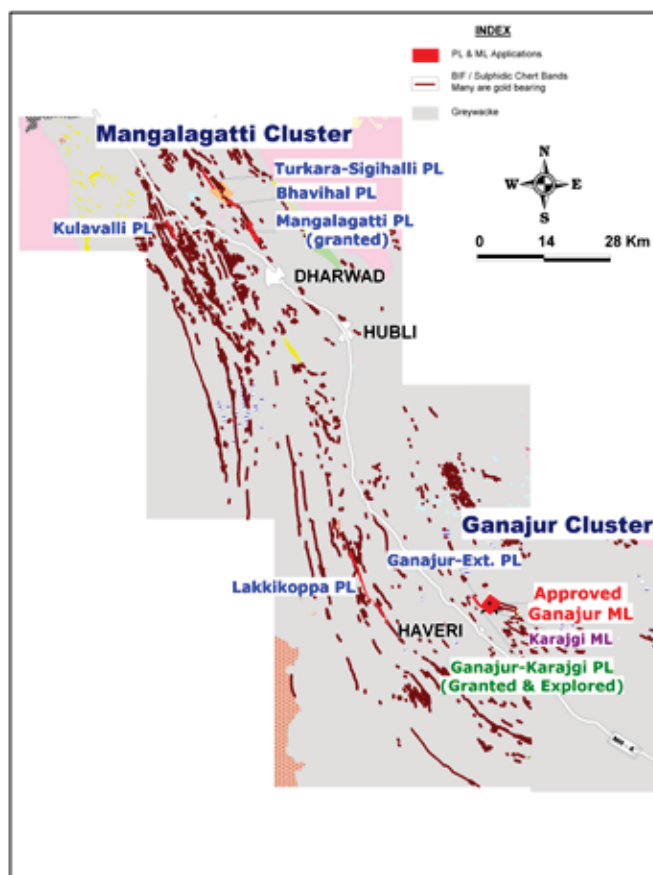 INDEX
PL & ML Applications
BIF / Sulphidic Chert Bands
Many are gold bearing
Greywacke
Mangalagatti Cluster
Turkara-Sigihalli PL
Bhavihal PL
Kulavalli PL
Mangalagatti PL
(granted)
N
W E
S
0 14 28 Km
DHARWAD
HUBLI
Ganajur Cluster
Ganajur-Ext. PL
Lakkikoppa PL
Approved
Ganajur ML
HAVERI
Karajgi ML
Ganajur-Karajgi PL
(Granted & Explored)